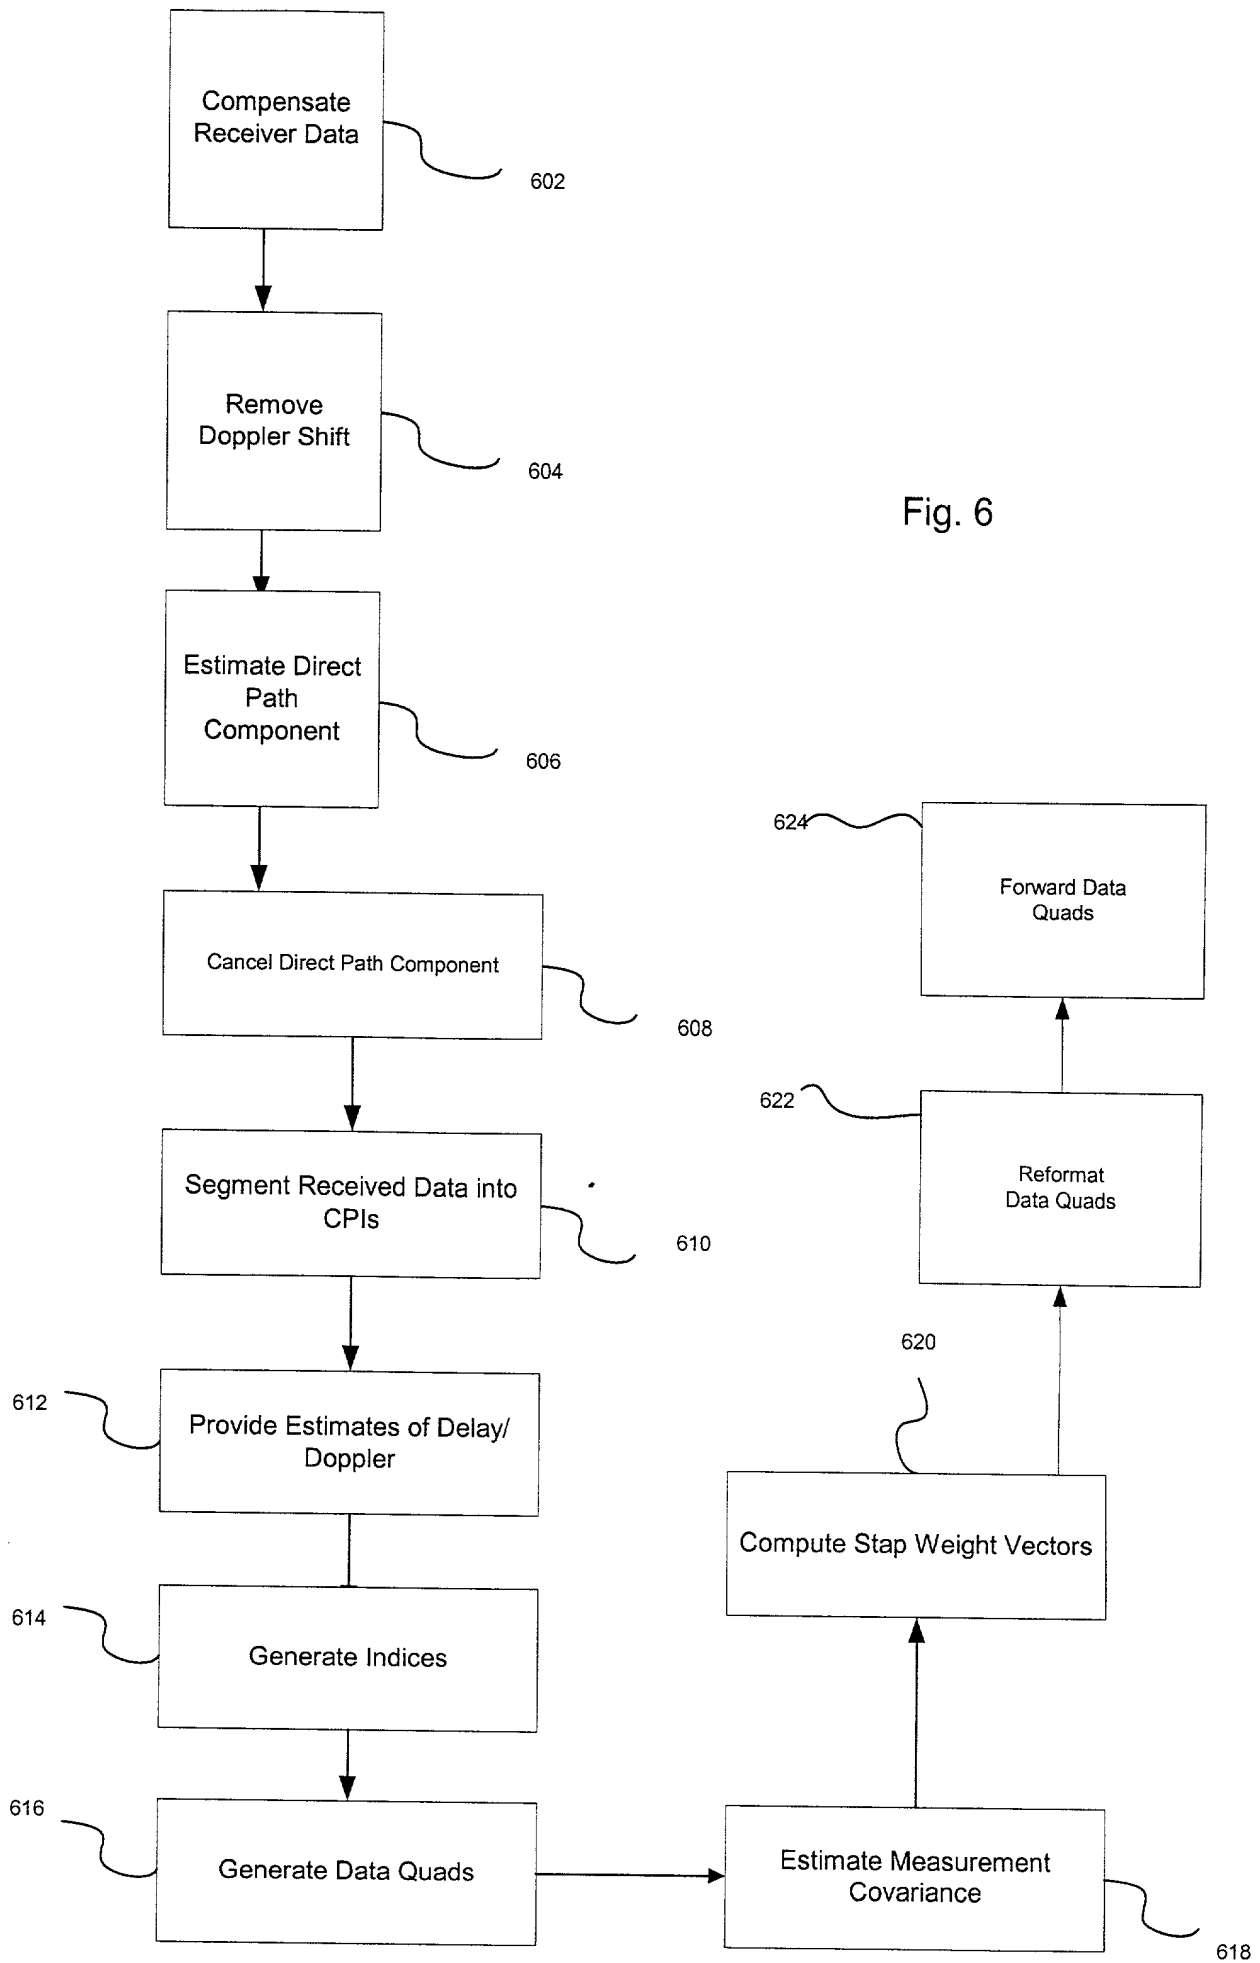 Compensate
Receiver Data
602
Remove
Doppler Shift
604
Fig. 6
Estimate Direct
Path
Component
606
Cancel Direct Path Component
608
Segment Received Data into
CPIs
610
612
Provide Estimates of Delay/
Doppler
614
Generate Indices
616
Generate Data Quads
Estimate Measurement
Covariance
618
620
Compute Stap Weight Vectors
622
Reformat
Data Quads
624
Forward Data
Quads